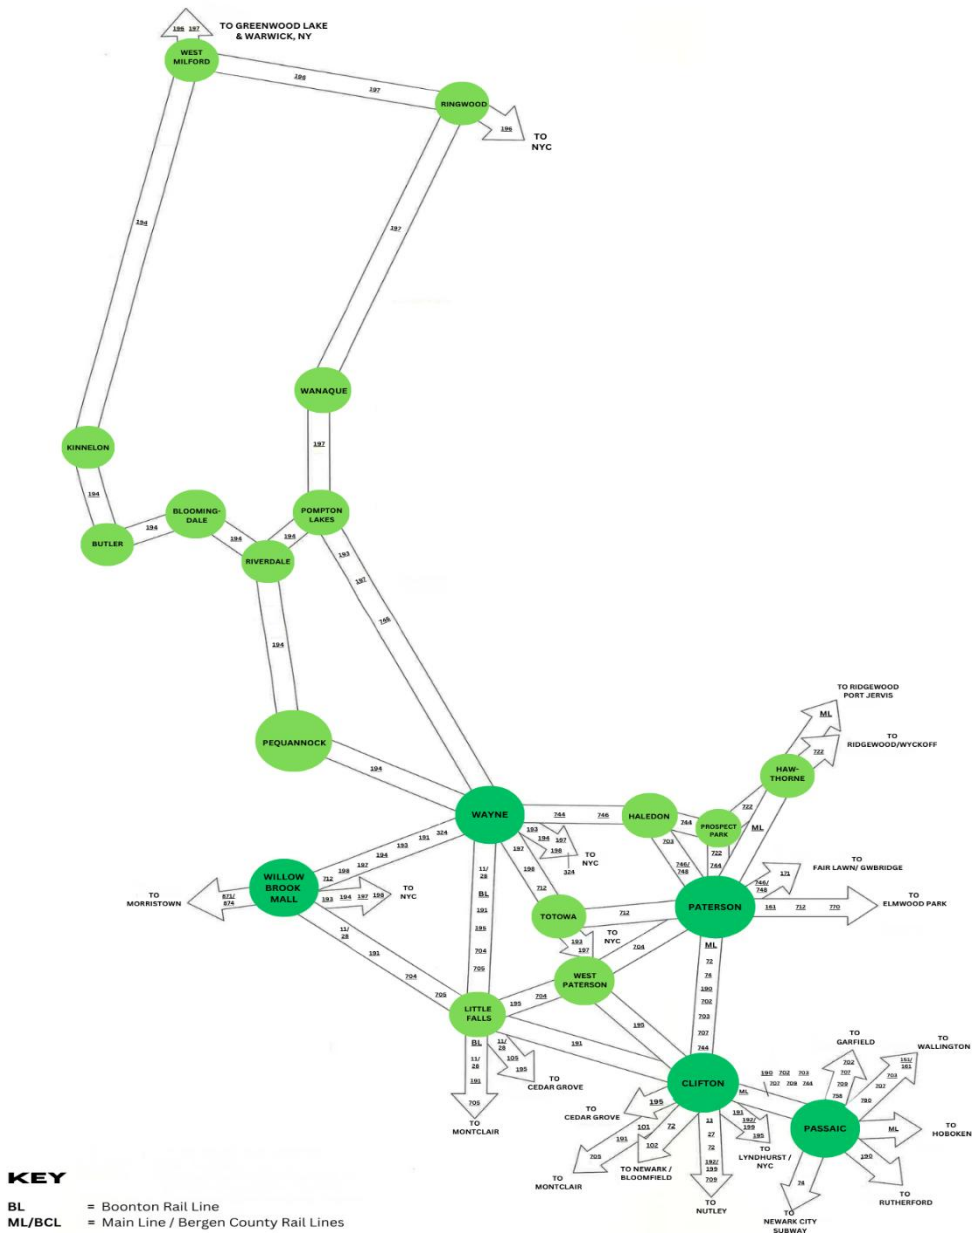 196 197
TO GREENWOOD LAKE
& WARWICK, NY
WEST
MILFORD
196
197
RINGWOOD
196
TO
NYC
194
197
WANAQUE
197
KINNELON
194
BLOOMING-
DALE
POMPTON
LAKES
194
BUTLER
194
194
RIVERDALE
193
197
746
194
PEQUANNOCK
194
TO RIDGEWOOD
PORT JERVIS
ML
TO
RIDGEWOOD/WYCKOFF
722
HAW-
THORNE
WAYNE
744
746
HALEDON
744
PROSPECT
PARK
722
ML
193
194
197
198
324
TO
NYC
703
746/
748
722
744
324
191
193
194
197
198
712
WILLOW
BROOK
MALL
TO
MORRISTOWN
871/
874
193
194
197
198
TO
NYC
11/
28
BL
191
195
704
705
197
198
712
TOTOWA
712
PATERSON
746/
748
171
TO
FAIR LAWN/ GWBRIDGE
161
712
770
ELMWOOD PARK
TO
193
197
TO
NYC
704
WEST
PATERSON
11/
28
191
704
705
LITTLE
FALLS
195
704
195
191
ML
72
74
190
702
703
707
744
BL
11/
28
191
705
TO
MONTCLAIR
11/
28
195
TO
CEDAR GROVE
CLIFTON
ML
190 702 703
707 709 744
PASSAIC
TO
GARFIELD
702
707
709
758
TO
WALLINGTON
161
703
707
780
ML
TO
HOBOKEN
190
TO
RUTHERFORD
74
TO
NEWARK CITY
SUBWAY
TO
CEDAR GROVE
195
191
705
TO
MONTCLAIR
101
72
102
TO NEWARK /
BLOOMFIELD
13
27
72
192/
199
709
TO
NUTLEY
191
192/
199
195
TO
LYNDHURST /
NYC
KEY
BL = Boonton Rail Line
ML/BCL = Main Line / Bergen County Rail Lines